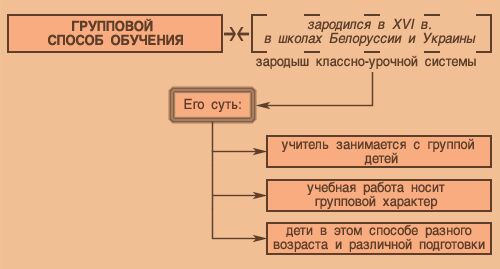 ГРУППОВОЙ
СПОСОБ ОБУЧЕНИЯ
зародился в XVI в.
в школах Белоруссии и Украины
зародыш классно-урочной системы
Его суть:
учитель занимается с группой
детей
учебная работа носит
групповой характер
дети в этом способе разного
возраста и различной подготовки